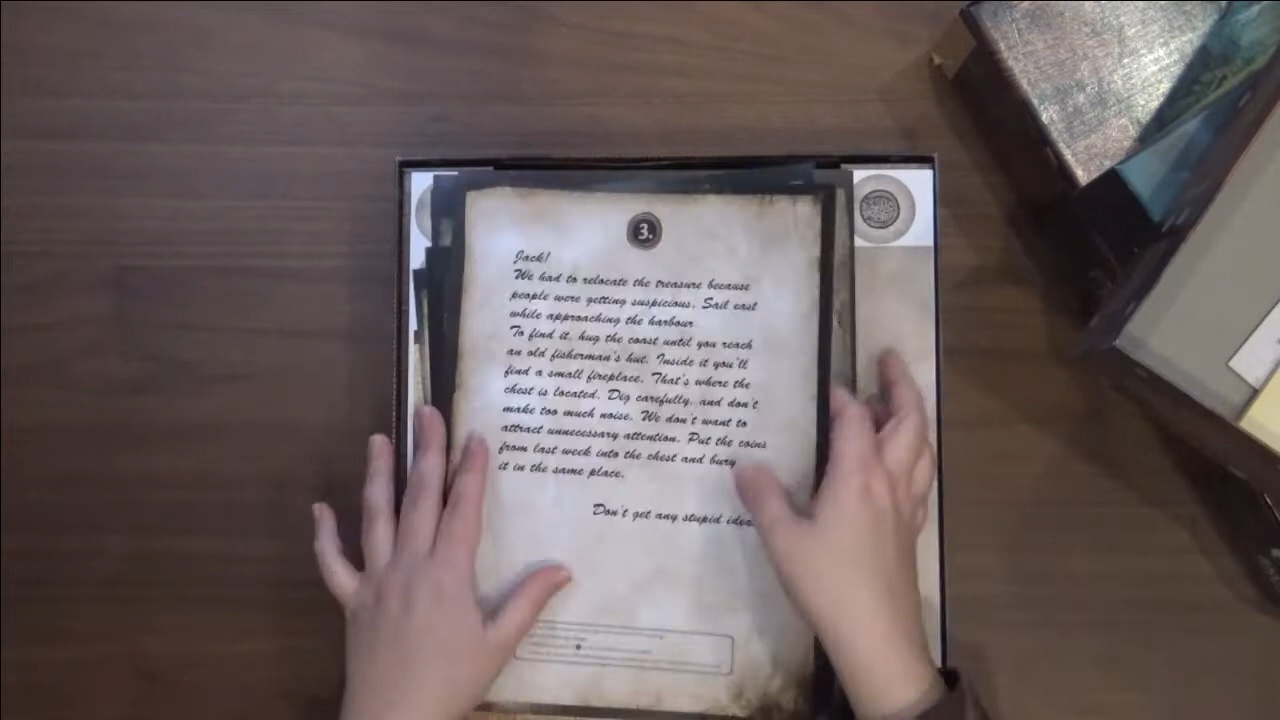 3.
Jack!
We had to relocate the treasure because
people were getting suspicious. Sail east
while approaching the harbour.
To find it, hug the coast until you reach
an old fisherman's hut. Inside it you'll
find a small fireplace. That's where the
chest is located. Dig carefully, and don't
make too much noise. We don't want to
attract unnecessary attention. Put the coins
from last week into the chest and bury
it in the same place.
Don't get any stupid